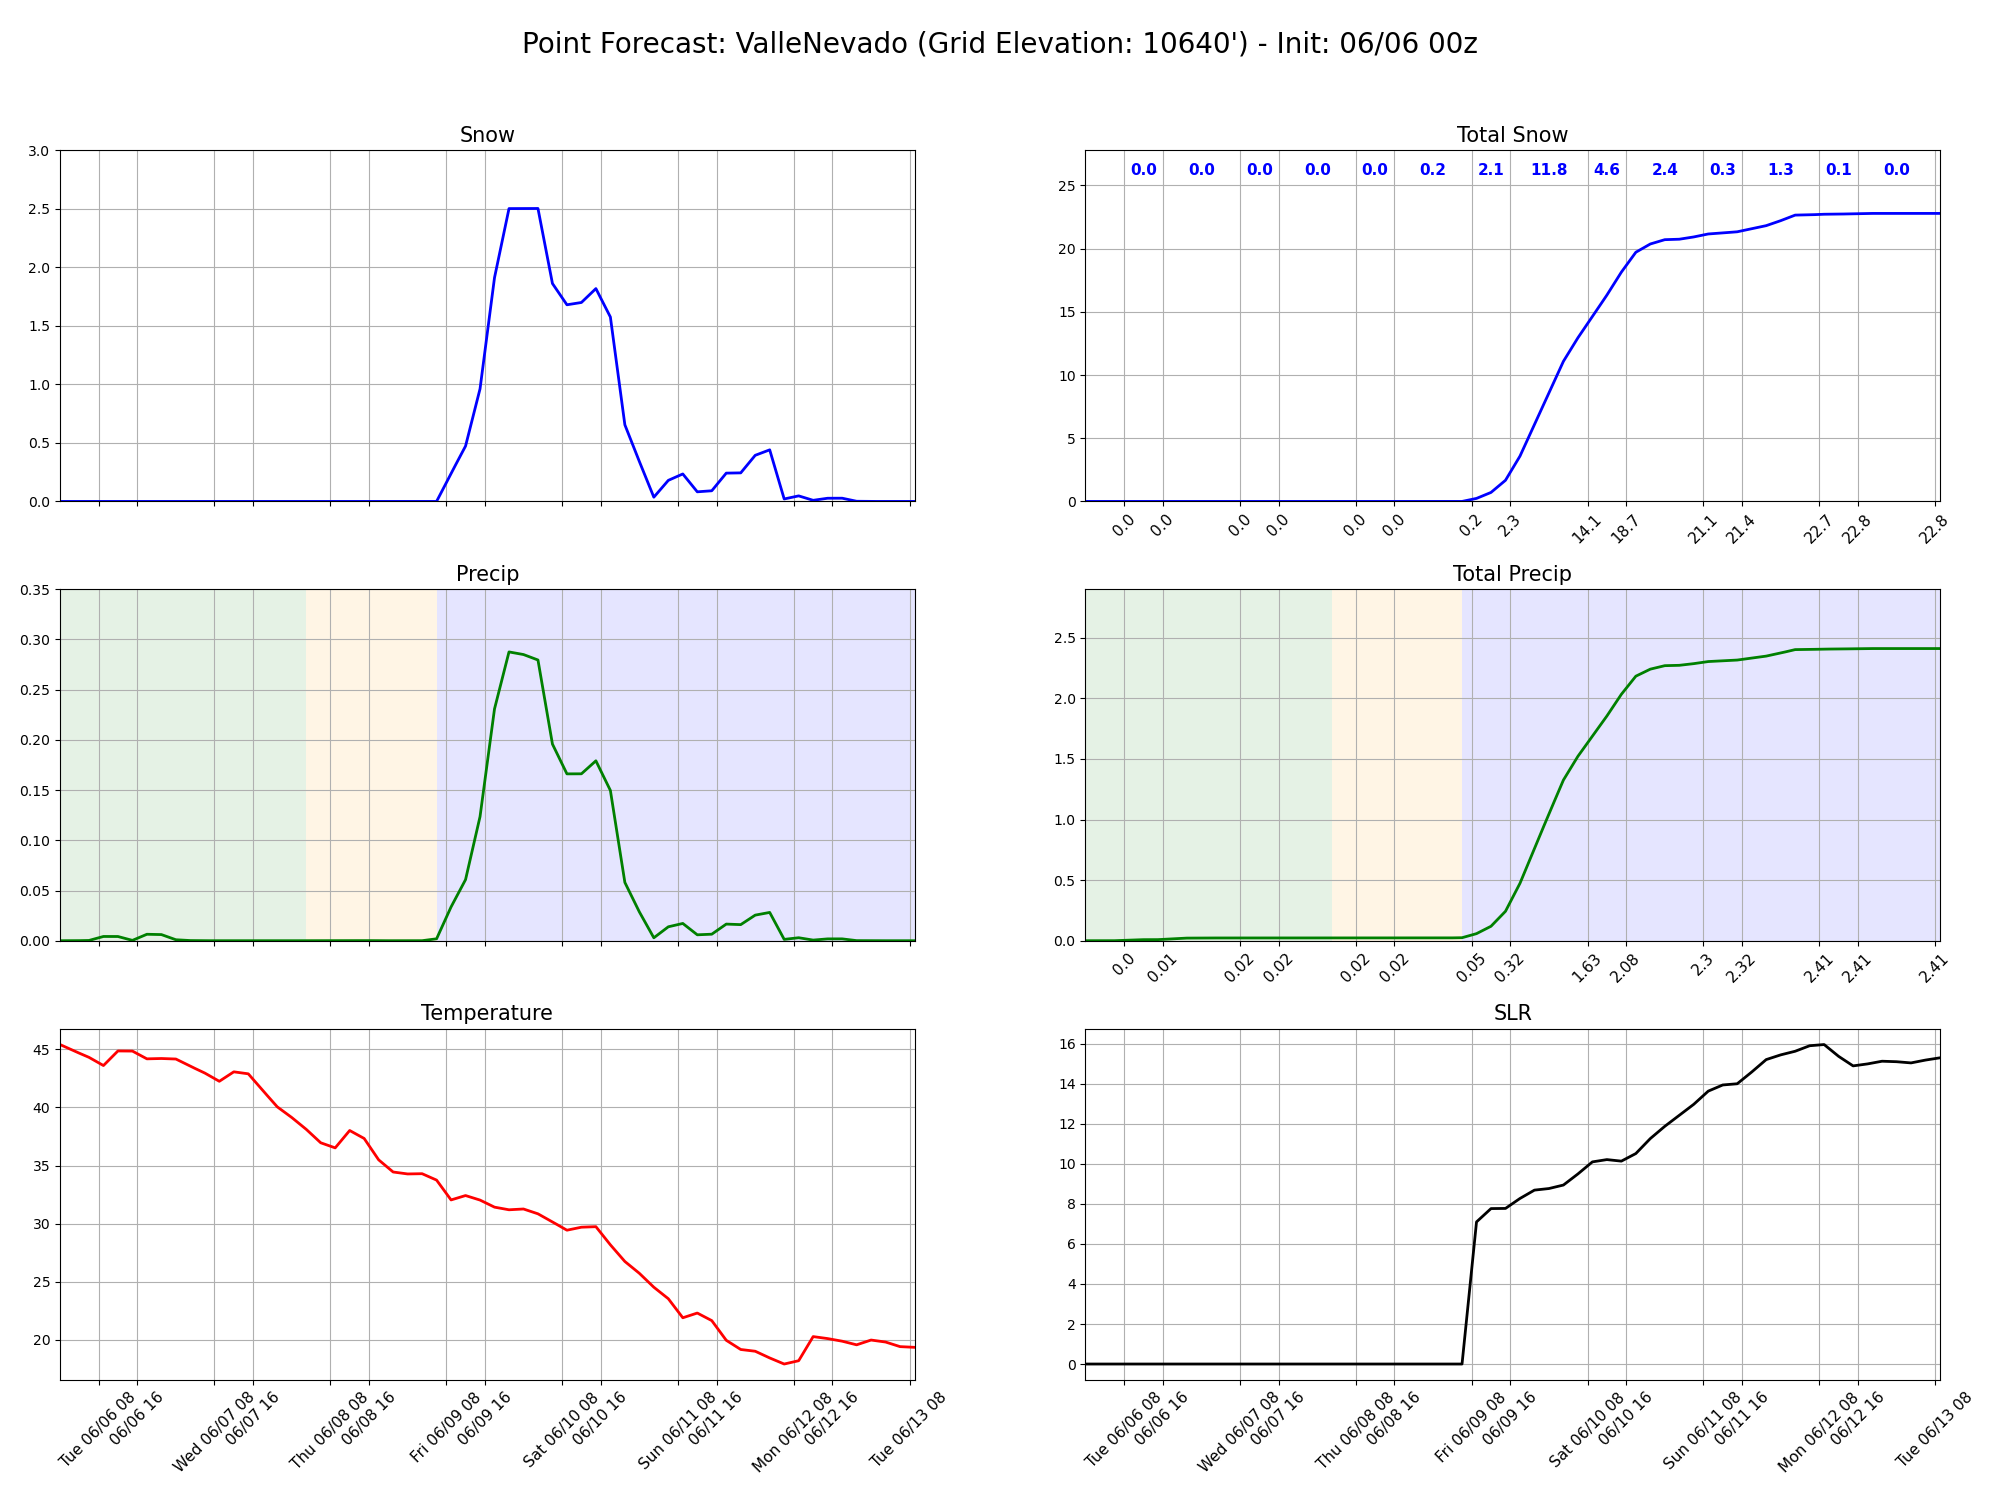 Point Forecast: ValleNevado (Grid Elevation: 10640') - Init: 06/06 00z
Snow
3.0
2.5
2.0
1.5
1.0
0.5
0.0
Total Snow
0.0 0.0 0.0 0.0 0.0 0.2 2.1 11.8 4.6 2.4 0.3 1.3 0.1 0.0
25
20
15
10
5
0
0.0 0.0 0.0 0.0 0.0 0.0 0.2 2.3 14.1 18.7 21.1 21.4 22.7 22.8 22.8
Precip
0.35
0.30
0.25
0.20
0.15
0.10
0.05
0.00
Total Precip
2.5
2.0
1.5
1.0
0.5
0.0
0.0 0.01 0.02 0.02 0.02 0.02 0.05 0.32 1.63 2.08 2.3 2.32 2.41 2.41 2.41
Temperature
45
40
35
30
25
20
Tue 06/06 08
06/06 16
Wed 06/07 08
06/07 16
Thu 06/08 08
06/08 16
Fri 06/09 08
06/09 16
Sat 06/10 08
06/10 16
Sun 06/11 08
06/11 16
Mon 06/12 08
06/12 16
Tue 06/13 08
SLR
16
14
12
10
8
6
4
2
0
Tue 06/06 08
06/06 16
Wed 06/07 08
06/07 16
Thu 06/08 08
06/08 16
Fri 06/09 08
06/09 16
Sat 06/10 08
06/10 16
Sun 06/11 08
06/11 16
Mon 06/12 08
06/12 16
Tue 06/13 08